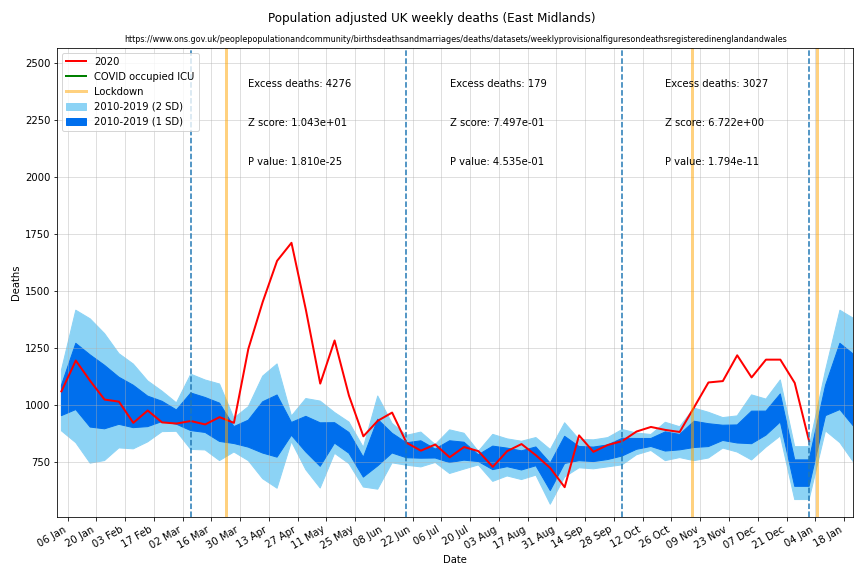 Population adjusted UK weekly deaths (East Midlands)
https://www.ons.gov.uk/peoplepopulationandcommunity/birthsdeathsandmarriages/deaths/datasets/weeklyprovisionalfiguresondeathsregisteredinenglandandwales
2020
COVID occupied ICU
Lockdown
2010-2019 (2 SD)
2010-2019 (1 SD)
Excess deaths: 4276
Z score: 1.043e+01
P value: 1.810e-25
Excess deaths: 179
Z score: 7.497e-01
P value: 4.535e-01
Excess deaths: 3027
Z score: 6.722e+00
P value: 1.794e-11
Deaths
2500
2250
2000
1750
1500
1250
1000
750
06 Jan
20 Jan
03 Feb
17 Feb
02 Mar
16 Mar
30 Mar
13 Apr
27 Apr
11 May
25 May
08 Jun
22 Jun
06 Jul
20 Jul
03 Aug
17 Aug
31 Aug
14 Sep
28 Sep
12 Oct
26 Oct
09 Nov
23 Nov
07 Dec
21 Dec
04 Jan
18 Jan
Date